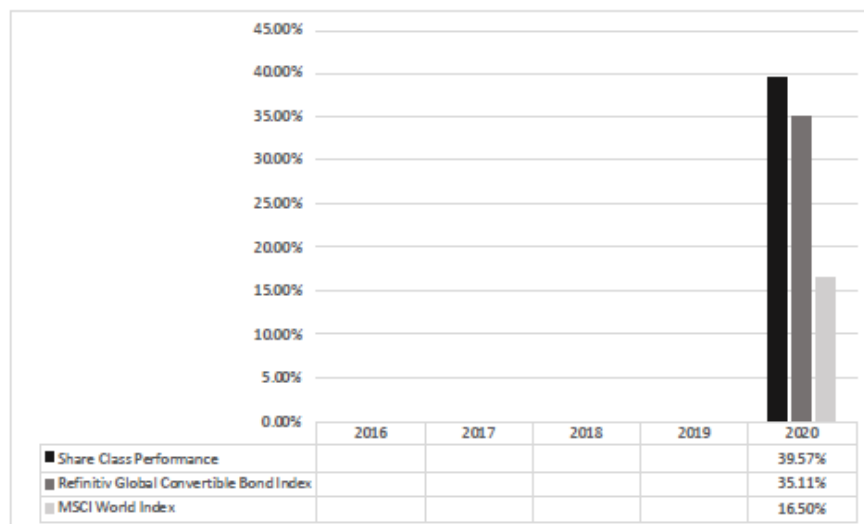 45.00%
40.00%
35.00%
30.00%
25.00%
20.00%
15.00%
10.00%
5.00%
0.00%
2016 2017 2018 2019 2020
Share Class Performance 39.57%
Refinitiv Global Convertible Bond Index 35.11%
MSCI World Index 16.50%